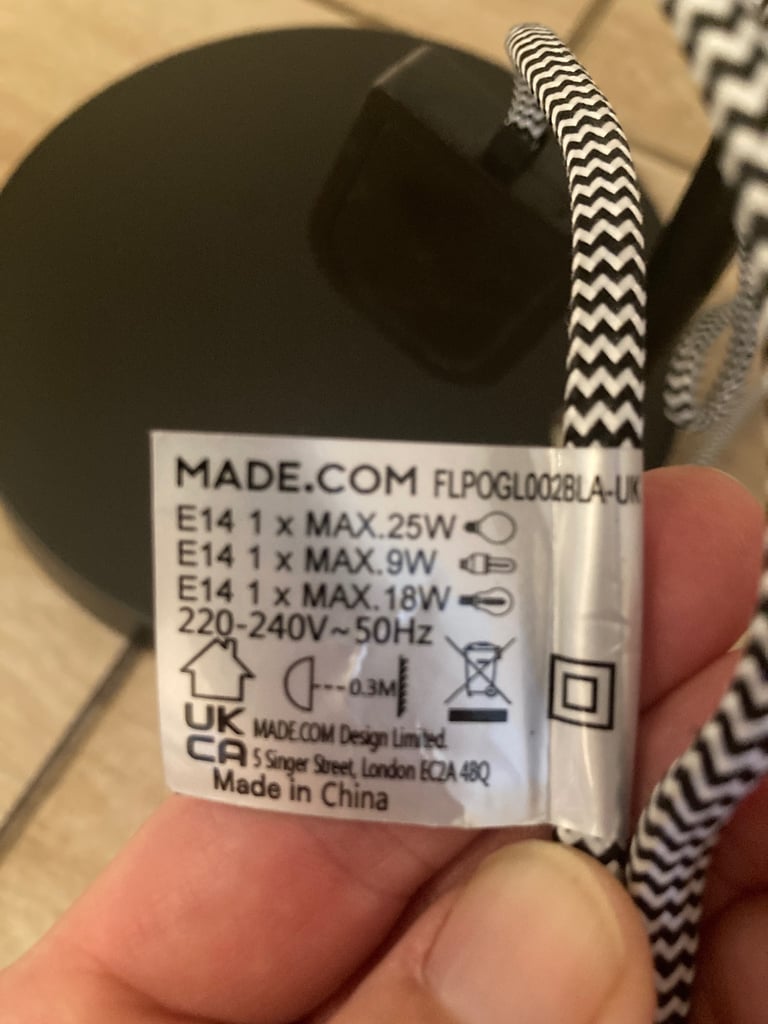 MADE.COM FLPOGL002BLA-UK
E14 1 x MAX.25W
E14 1 x MAX.9W
E14 1 x MAX.18W
220-240V~50Hz
0.3M
UK
CA
MADE.COM Design Limited.
5 Singer Street, London EC2A 4BQ
Made in China